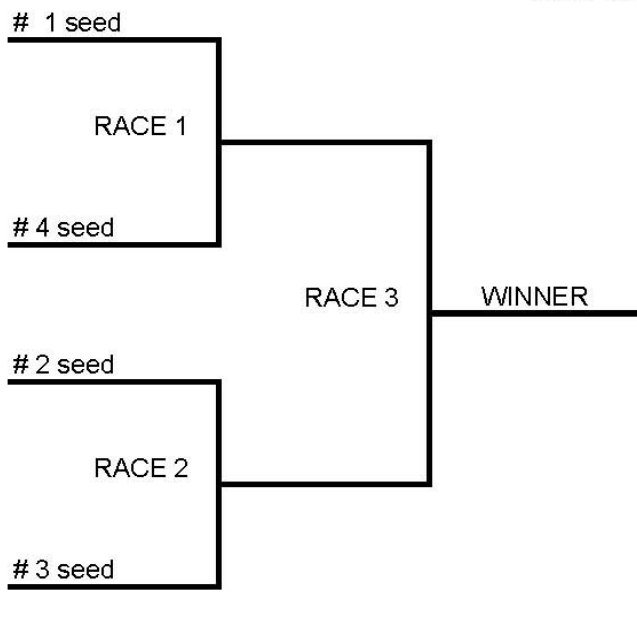 # 1 seed
RACE 1
# 4 seed
RACE 3
WINNER
# 2 seed
RACE 2
# 3 seed